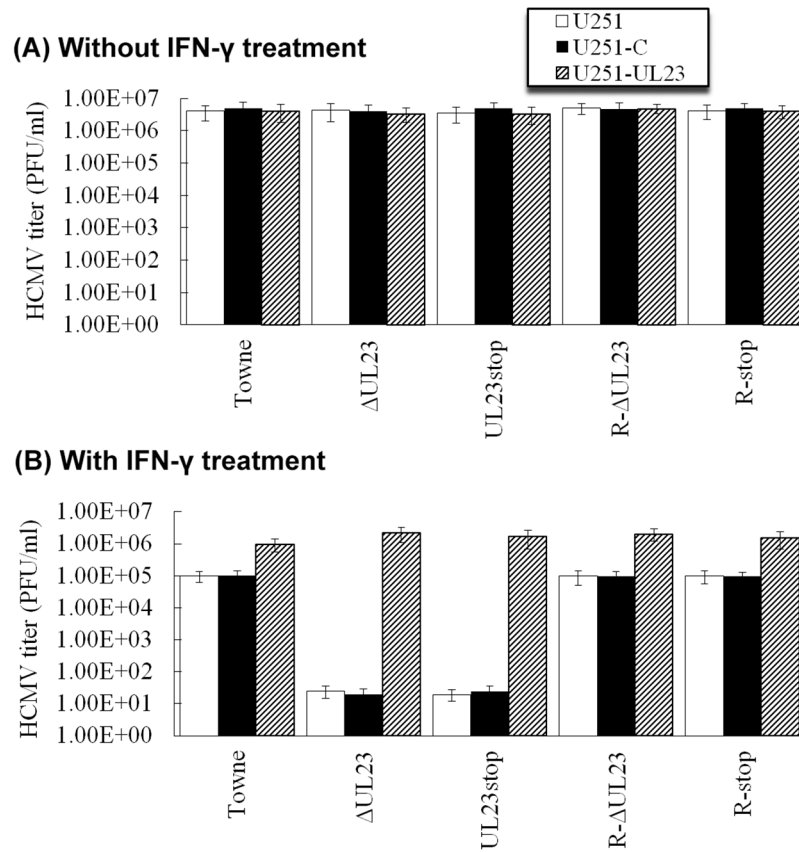 U251
U251-C
U251-UL23
(A) Without IFN-γ treatment
HCMV titer (PFU/ml)
1.00E+07
1.00E+06
1.00E+05
1.00E+04
1.00E+03
1.00E+02
1.00E+01
1.00E+00
Towne
ΔUL23
UL23stop
R-ΔUL23
R-stop
(B) With IFN-γ treatment
HCMV titer (PFU/ml)
1.00E+07
1.00E+06
1.00E+05
1.00E+04
1.00E+03
1.00E+02
1.00E+01
1.00E+00
Towne
ΔUL23
UL23stop
R-ΔUL23
R-stop